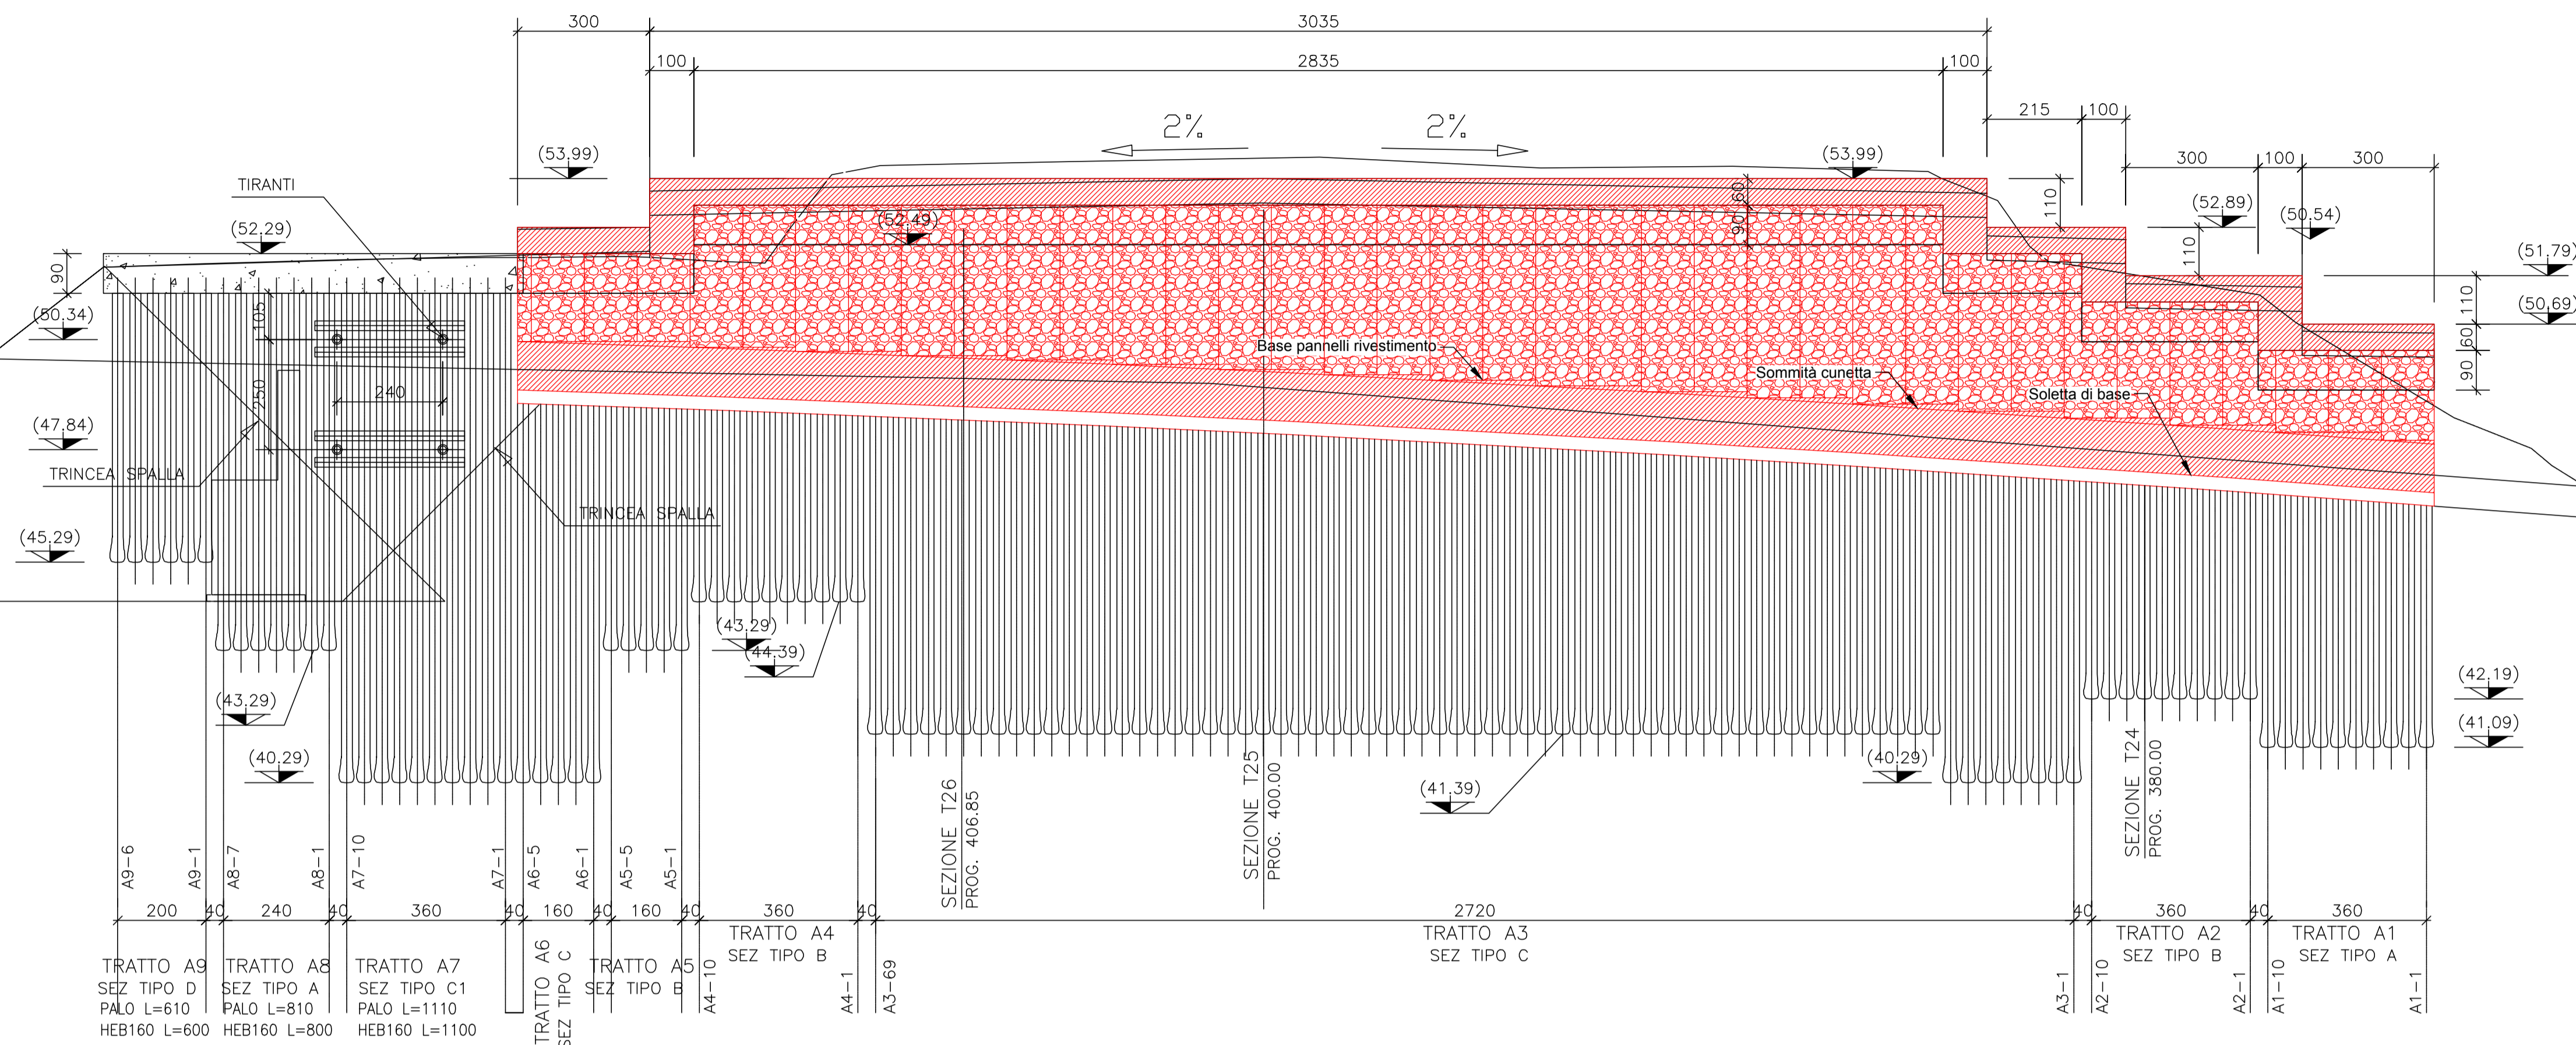 300
3035
100
2835
100
215
100
300
100
300
2%
2%
(53.99)
(53.99)
60
90
110
(52.89)
110
(50.54)
(51.79)
110
(50,69)
60
90
TIRANTI
(52.29)
(52.49)
90
(50.34)
105
250
240
(47.84)
TRINCEA SPALLA
TRINCEA SPALLA
(45.29)
Base pannelli rivestimento
Sommità cunetta
Soletta di base
(43.29)
(44.39)
(43.29)
(40.29)
(41.39)
(40.29)
(42.19)
(41.09)
SEZIONE T26
PROG. 406.85
SEZIONE T25
PROG. 400.00
SEZIONE T24
PROG. 380.00
A9-6
A9-1
A8-7
A8-1
A7-10
A7-1
A6-5
A6-1
A5-5
A5-1
200
40
240
40
360
40
160
40
160
40
360
40
2720
40
360
40
360
TRATTO A9
SEZ TIPO D
PALO L=610
HEB160 L=600
TRATTO A8
SEZ TIPO A
PALO L=810
HEB160 L=800
TRATTO A7
SEZ TIPO C1
PALO L=1110
HEB160 L=1100
TRATTO A6
SEZ TIPO C
TRATTO A5
SEZ TIPO B
TRATTO A4
SEZ TIPO B
A4-10
A4-1
A3-69
TRATTO A3
SEZ TIPO C
A3-1
A2-10
TRATTO A2
SEZ TIPO B
A2-1
A1-10
TRATTO A1
SEZ TIPO A
A1-1